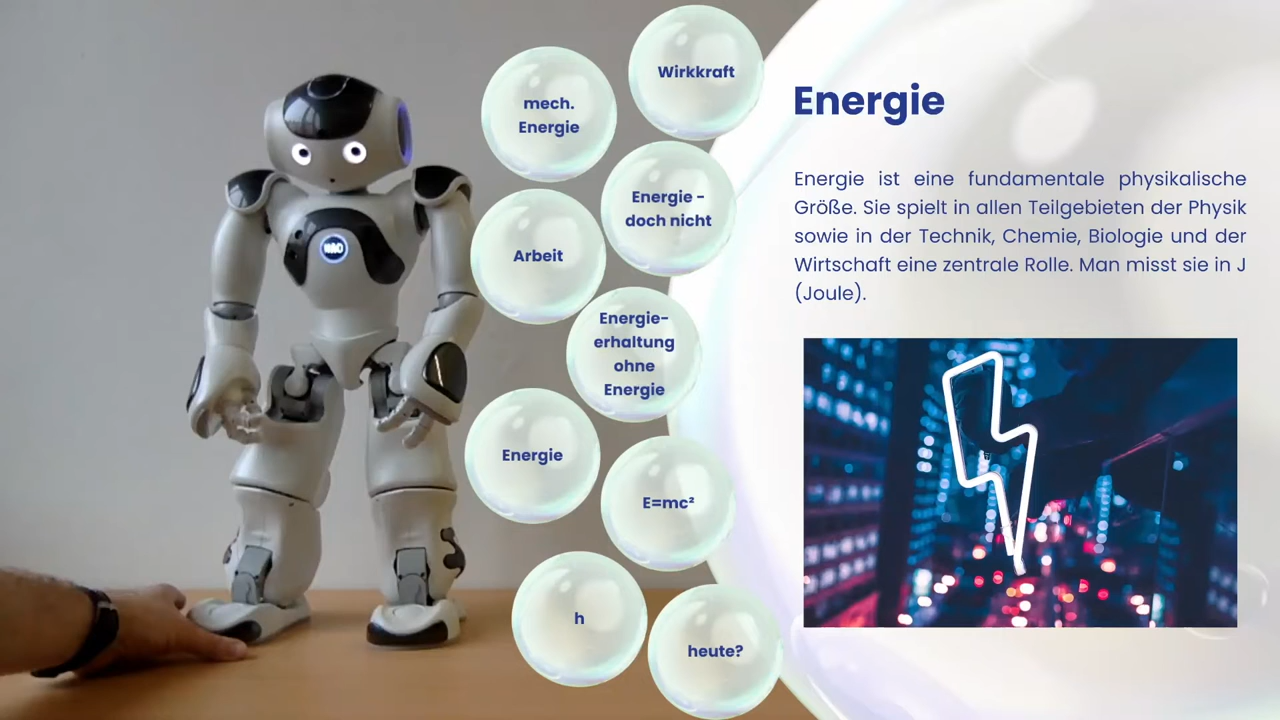 Wirkkraft
mech.
Energie
Energie -
doch nicht
Arbeit
Energie-
erhaltung
ohne
Energie
Energie
E=mc²
h
heute?
NAO
Energie
Energie ist eine fundamentale physikalische
Größe. Sie spielt in allen Teilgebieten der Physik
sowie in der Technik, Chemie, Biologie und der
Wirtschaft eine zentrale Rolle. Man misst sie in J
(Joule).